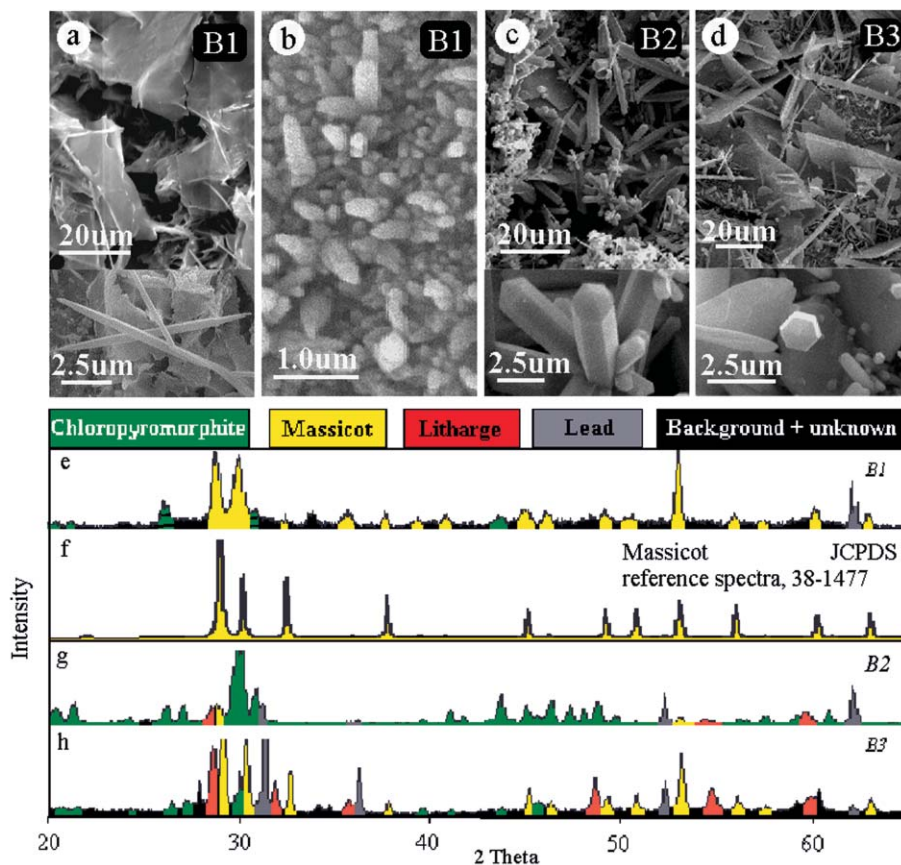 a B1 b B1 c B2 d B3
20um 20um 20um
2.5um 1.0um 2.5um 2.5um
Chloropyromorphite Massicot Litharge Lead Background + unknown
e B1
f Massicot JCPDS
reference spectra, 38-1477
g B2
h B3
Intensity
20 30 40 50 60
2 Theta